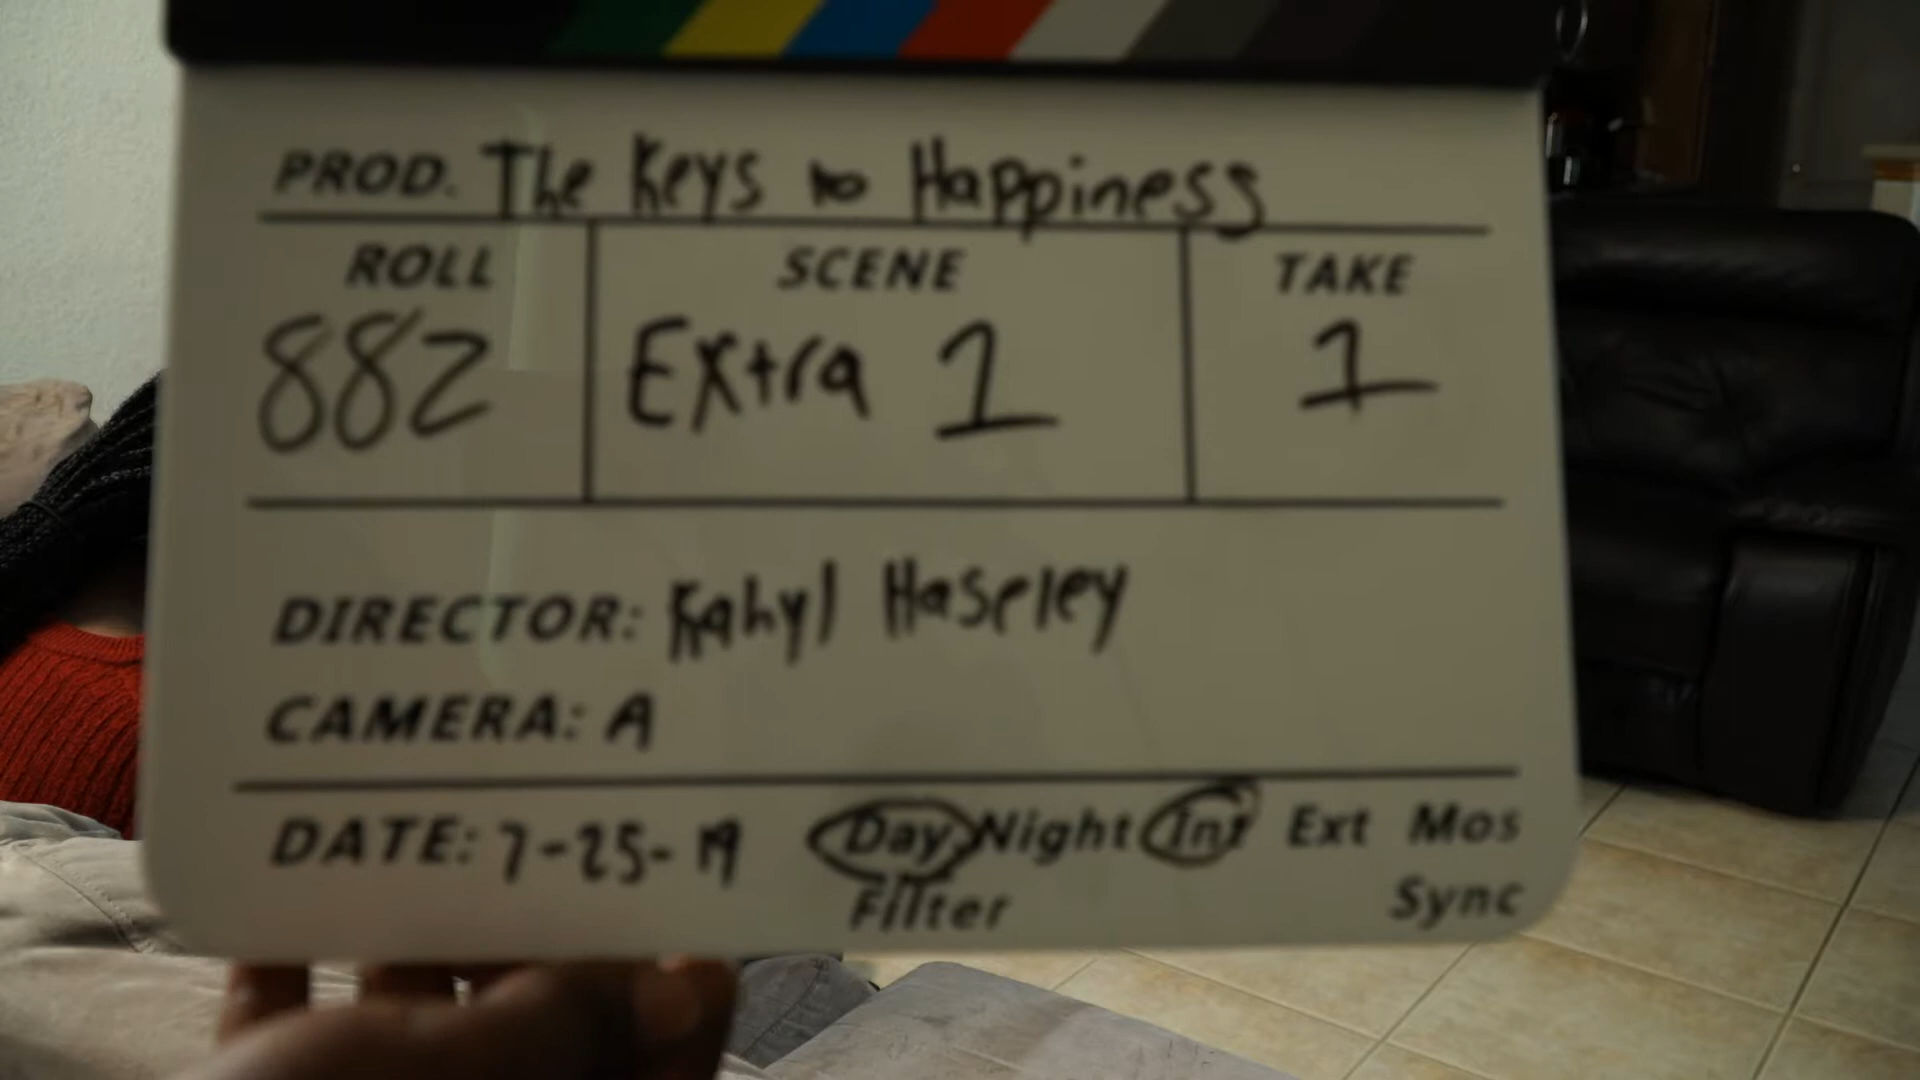 PROD. The Keys to Happiness
ROLL SCENE TAKE
882 Extra 1 1
DIRECTOR: Kahyl Haseley
CAMERA: A
DATE: 7-25-19 Day Night Int Ext Mos
Filter Sync